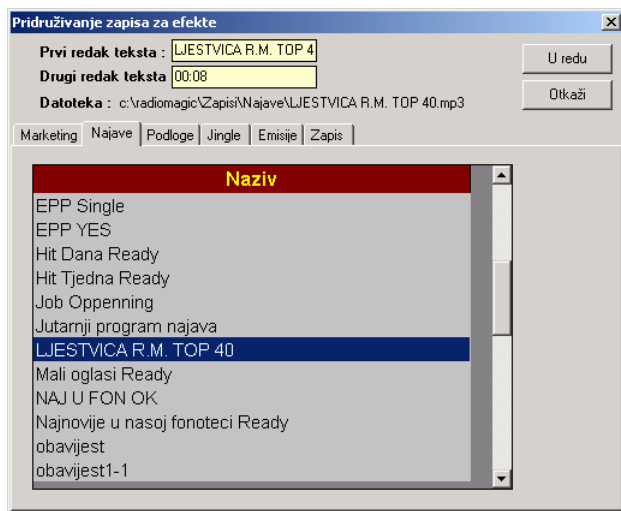 Pridruživanje zapisa za efekte
Prvi redak teksta : LJESTVICA R.M. TOP 4
U redu
Drugi redak teksta 00:08
Datoteka : c:\radiomagic\Zapisi\Najave\LJESTVICA R.M. TOP 40.mp3
Otkaži
Marketing Najave Podloge Jingle Emisije Zapis
Naziv
EPP Single
EPP YES
Hit Dana Ready
Hit Tjedna Ready
Job Oppenning
Jutarnji program najava
LJESTVICA R.M. TOP 40
Mali oglasi Ready
NAJ U FON OK
Najnovije u nasoj fonoteci Ready
obavijest
obavijest1-1